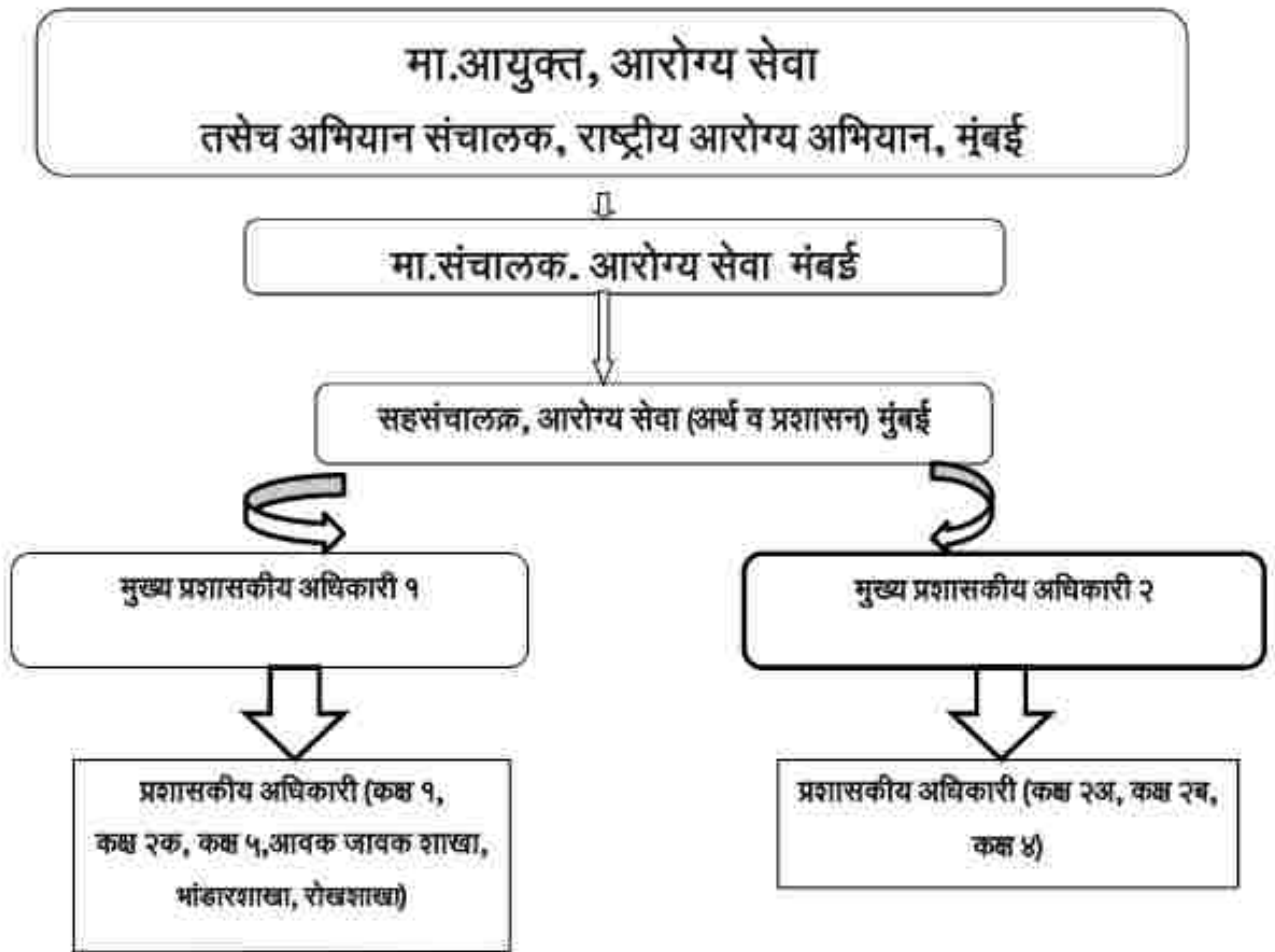 मा.आयुक्त, आरोग्य सेवा
तसेच अभियान संचालक, राष्ट्रीय आरोग्य अभियान, मुंबई
मा.संचालक. आरोग्य सेवा मंबई
सहसंचालक, आरोग्य सेवा (अर्थ व प्रशासन) मुंबई
मुख्य प्रशासकीय अधिकारी १
मुख्य प्रशासकीय अधिकारी २
प्रशासकीय अधिकारी (कक्ष १,
कक्ष २क, कक्ष ५,आवक जावक शाखा,
भांडारशाखा, रोखशाखा)
प्रशासकीय अधिकारी (कक्ष २अ, कक्ष २ब,
कक्ष ४)